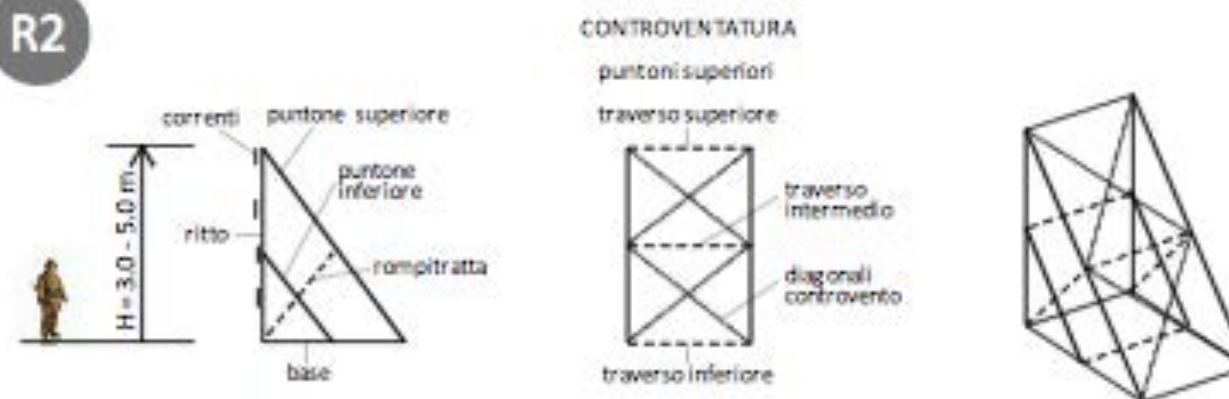 R2
CONTROVENTATURA
puntoni superiori
correnti
puntone superiore
traverso superiore
puntone
inferiore
traverso
intermedio
ritto
rompitratta
H = 3.0 - 5.0 m
diagonali
controvento
base
traverso inferiore